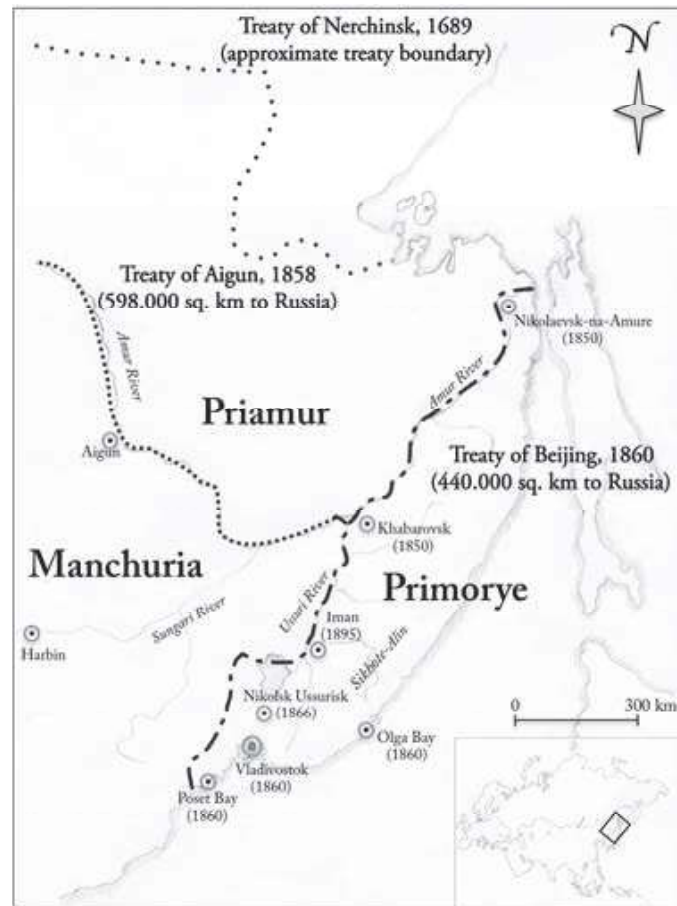 Treaty of Nerchinsk, 1689
(approximate treaty boundary)
N
Treaty of Aigun, 1858
(598.000 sq. km to Russia)
Amur River
Nikolaevsk-na-Amure
(1850)
Amur River
Priamur
Aigun
Treaty of Beijing, 1860
(440.000 sq. km to Russia)
Khabarovsk
(1850)
Manchuria
Primorye
Ussuri River
Sungari River
Iman
(1895)
Harbin
Sikhote-Alin
Nikolsk Ussurisk
(1866)
0 300 km
Olga Bay
(1860)
Vladivostok
(1860)
Poset Bay
(1860)